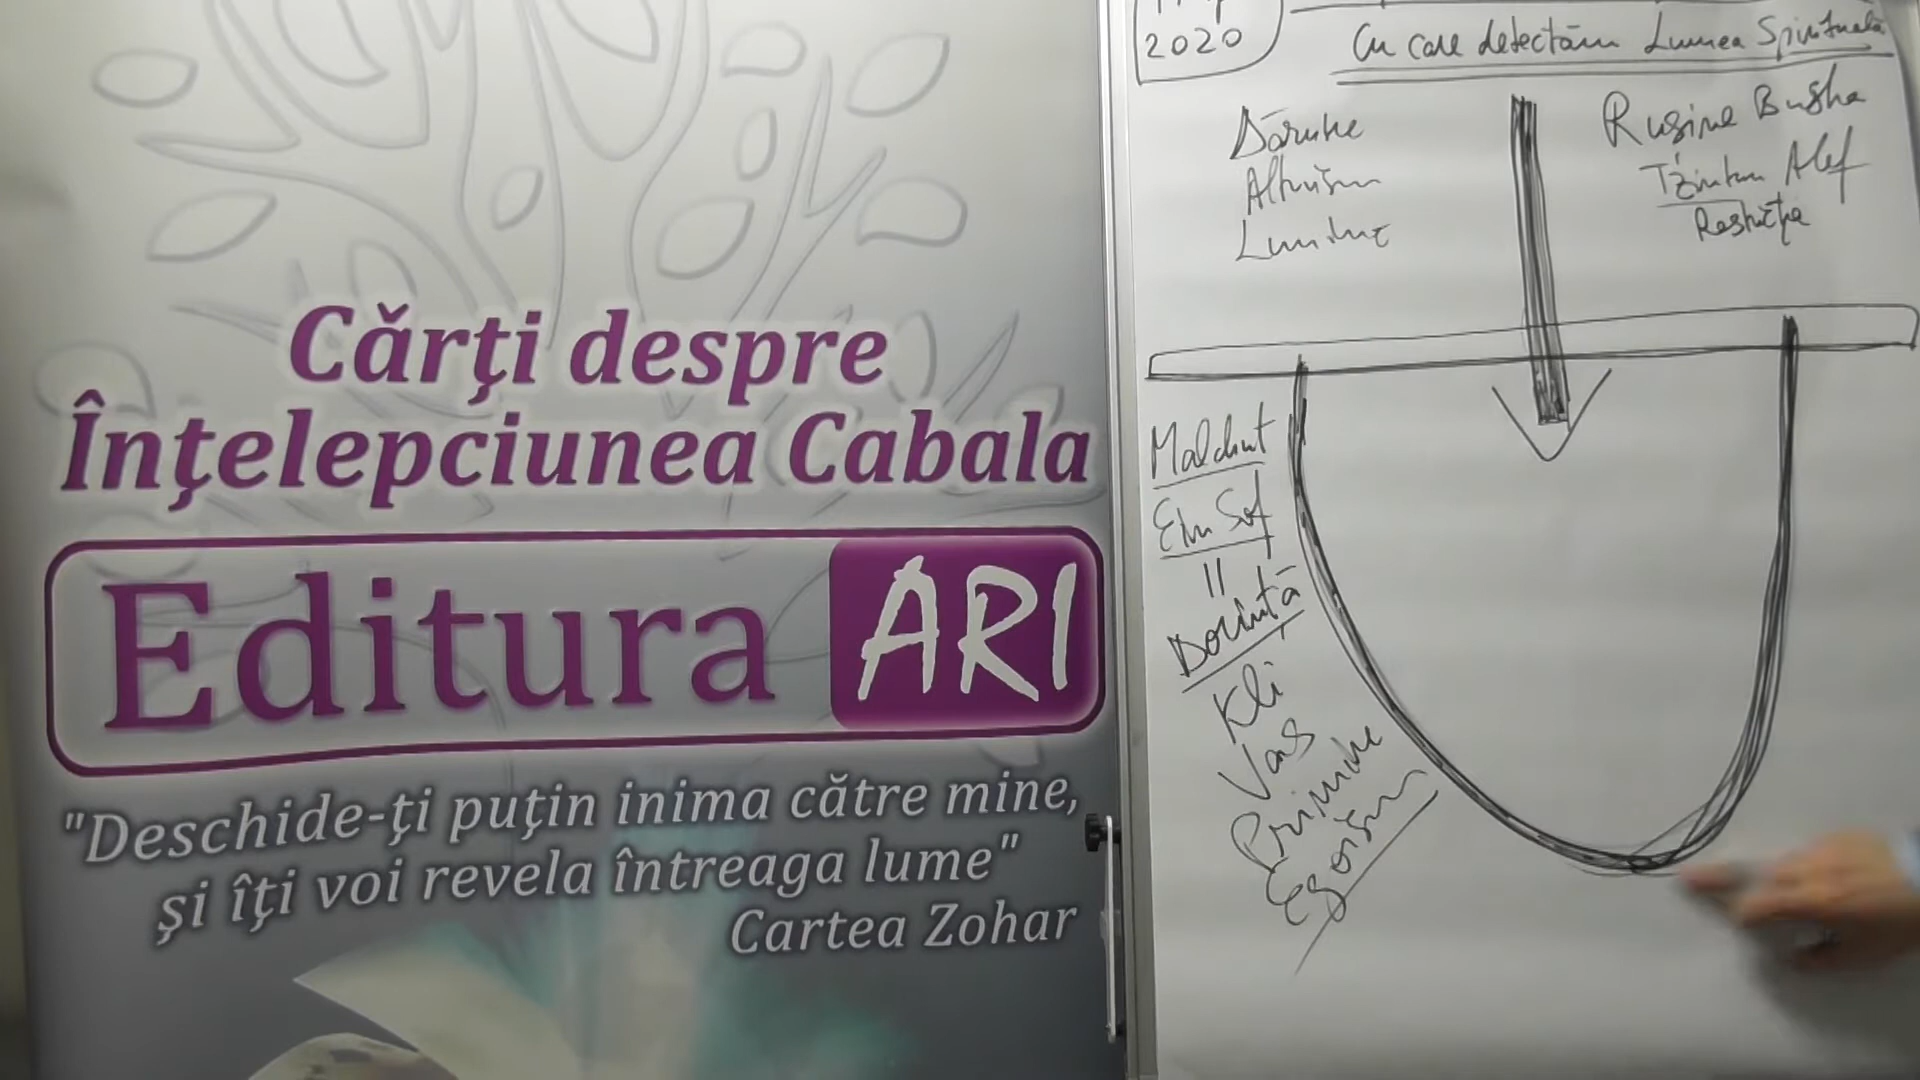 Cărţi despre
Înţelepciunea Cabala
Editura ARI
"Deschide-ţi puţin inima către mine,
şi îţi voi revela întreaga lume"
Cartea Zohar
2020
Cu care detectăm Lumea Spirituală
Dăruire
Altruism
Lumină
Ruşine Busha
Tzimtzum Alef
Restricţie
Malchut
Ein Sof
=
Dorinţă
Kli
Vas
Primire
Egoism